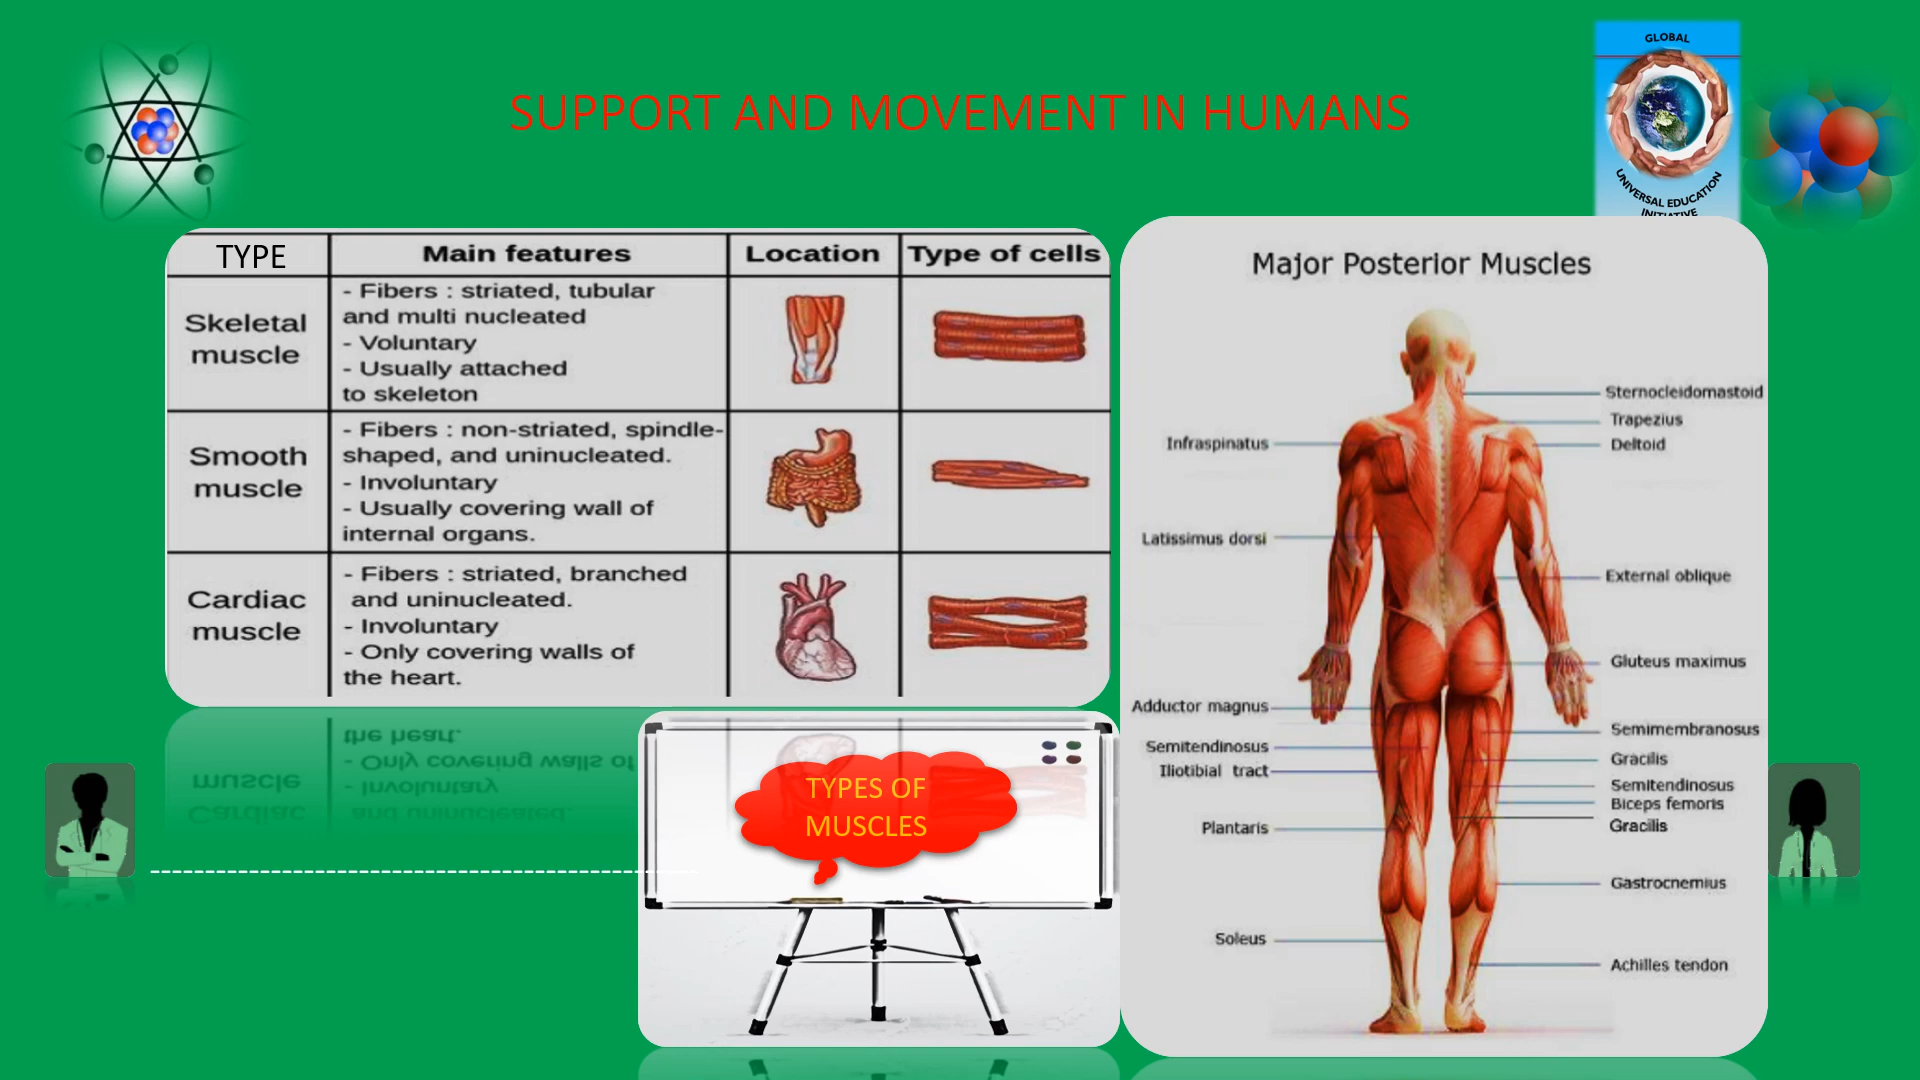 GLOBAL
UNIVERSAL EDUCATION
INITIATIVE
SUPPORT AND MOVEMENT IN HUMANS
TYPE
Main features
Location
Type of cells
Skeletal
muscle
- Fibers : striated, tubular
and multi nucleated
- Voluntary
- Usually attached
to skeleton
Smooth
muscle
- Fibers : non-striated, spindle-
shaped, and uninucleated.
- Involuntary
- Usually covering wall of
internal organs.
Cardiac
muscle
- Fibers : striated, branched
and uninucleated.
- Involuntary
- Only covering walls of
the heart.
TYPES OF
MUSCLES
Major Posterior Muscles
Infraspinatus
Latissimus dorsi
Adductor magnus
Semitendinosus
Iliotibial tract
Plantaris
Soleus
Sternocleidomastoid
Trapezius
Deltoid
External oblique
Gluteus maximus
Semimembranosus
Gracilis
Semitendinosus
Biceps femoris
Gracilis
Gastrocnemius
Achilles tendon